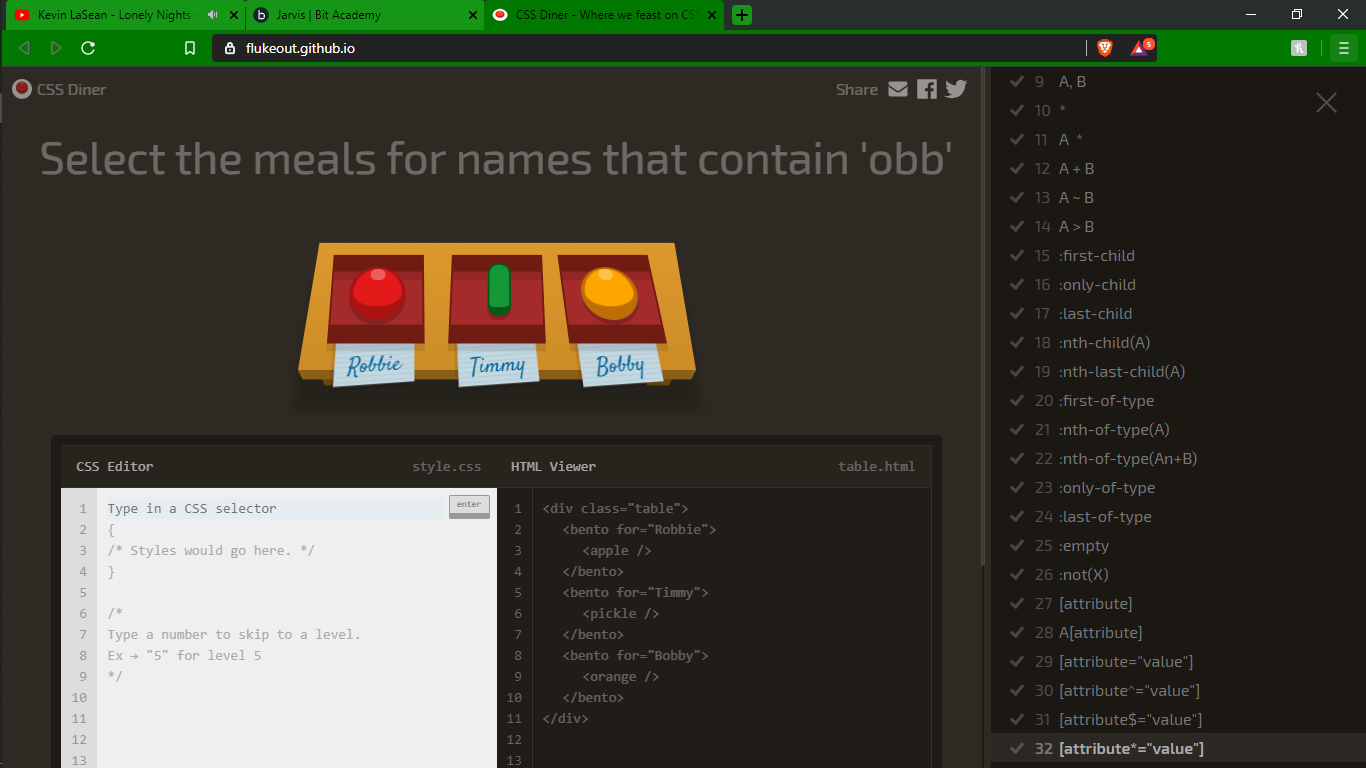 Kevin LaSean - Lonely Nights
Jarvis | Bit Academy
CSS Diner - Where we feast on CS
flukeout.github.io
5
CSS Diner
Share
Select the meals for names that contain 'obb'
Robbie
Timmy
Bobby
CSS Editor
style.css
HTML Viewer
table.html
1 Type in a CSS selector
enter
2 {
3 /* Styles would go here. */
4 }
5
6 /*
7 Type a number to skip to a level.
8 Ex → "5" for level 5
9 */
10
11
12
13
1 <div class="table">
2 <bento for="Robbie">
3 <apple />
4 </bento>
5 <bento for="Timmy">
6 <pickle />
7 </bento>
8 <bento for="Bobby">
9 <orange />
10 </bento>
11 </div>
12
13
9 A, B
10 *
11 A *
12 A + B
13 A ~ B
14 A > B
15 :first-child
16 :only-child
17 :last-child
18 :nth-child(A)
19 :nth-last-child(A)
20 :first-of-type
21 :nth-of-type(A)
22 :nth-of-type(An+B)
23 :only-of-type
24 :last-of-type
25 :empty
26 :not(X)
27 [attribute]
28 A[attribute]
29 [attribute="value"]
30 [attribute^="value"]
31 [attribute$="value"]
32 [attribute*="value"]